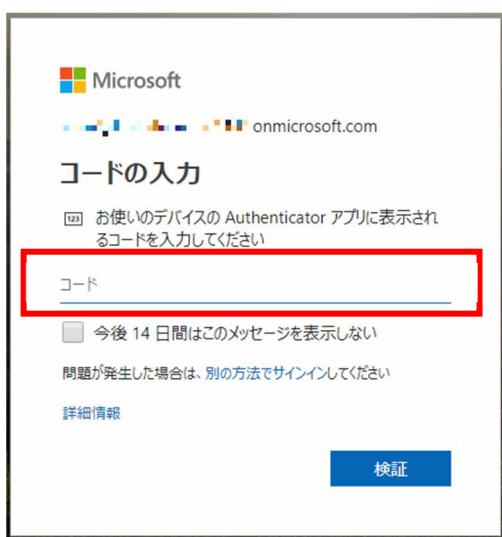 Microsoft
onmicrosoft.com
コードの入力
123 お使いのデバイスの Authenticator アプリに表示され
るコードを入力してください
コード
今後 14 日間はこのメッセージを表示しない
問題が発生した場合は、別の方法でサインインしてください
詳細情報
検証